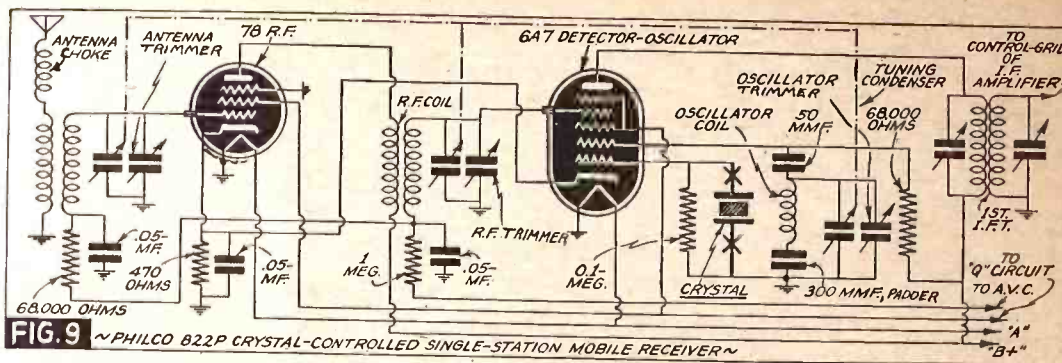 ANTENNA
CHOKE
ANTENNA
TRIMMER
78 R.F.
R.F. COIL
6A7 DETECTOR-OSCILLATOR
OSCILLATOR
TRIMMER
OSCILLATOR
COIL
50
MMF.
TUNING
CONDENSER
68,000
OHMS
TO
CONTROL-GRID
OF
I.F.
AMPLIFIER
.05-
MF.
470
OHMS
.05-
MF.
68,000 OHMS
1
MEG.
.05-MF.
R.F. TRIMMER
0.1-
MEG.
CRYSTAL
300 MMF., PADDER
1ST.
I.F.T.
TO
"Q" CIRCUIT
TO A.V.C.
"A"
"B+"
FIG. 9 ~PHILCO 822P CRYSTAL-CONTROLLED SINGLE-STATION MOBILE RECEIVER~